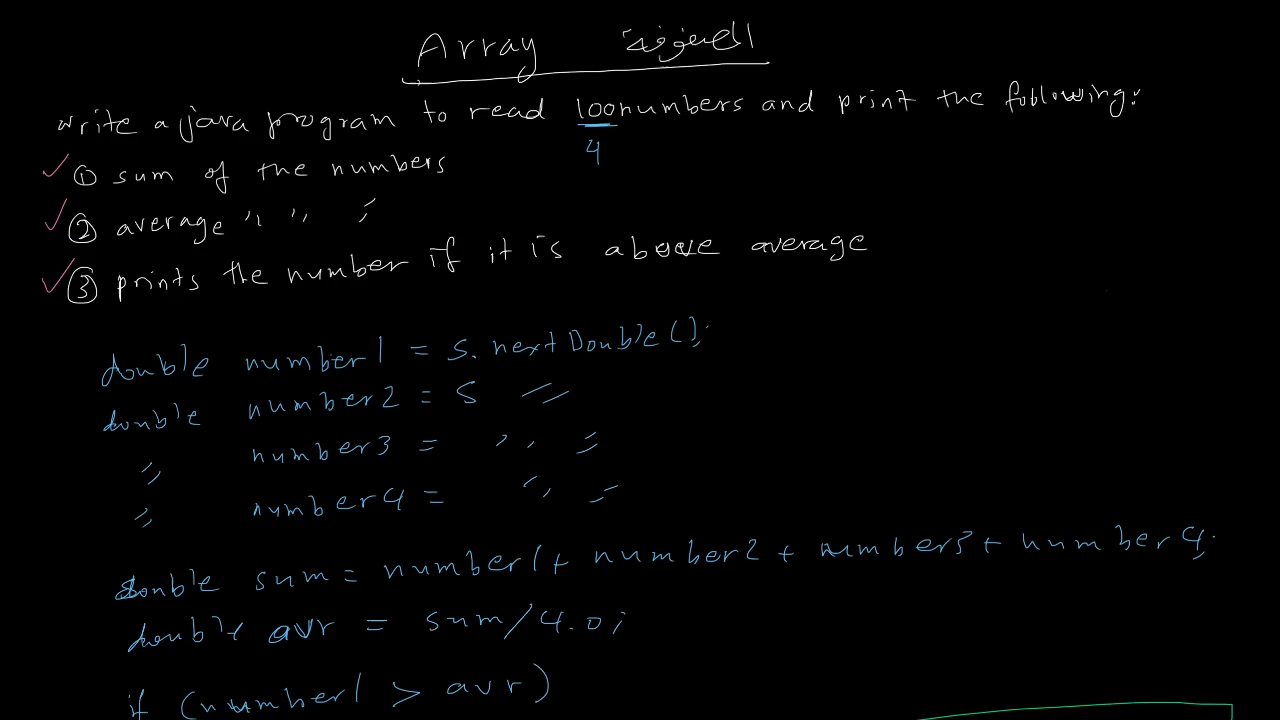 Array المصفوفة
write a java program to read 100 numbers and print the following:
4
① sum of the numbers
② average " " "
③ prints the number if it is above average
double number1 = s.nextDouble();
double number2 = s "
" number3 = " "
" number4 = " "
double sum = number1 + number2 + number3 + number4;
double avr = sum/4.0;
if (number1 > avr)